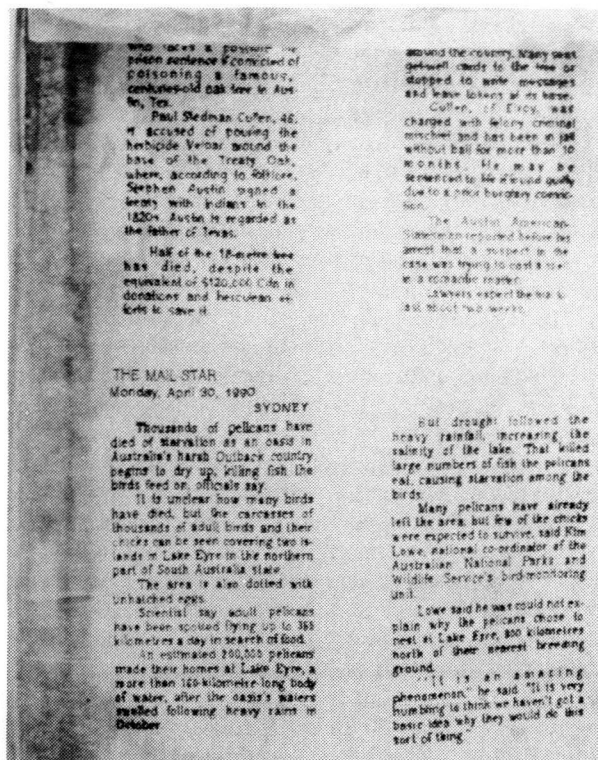 who faces a possible life
prison sentence if convicted of
poisoning a famous,
centuries-old oak tree in Aus-
tin, Tex.
Paul Stedman Cullen, 46,
is accused of pouring the
herbicide Velpar around the
base of the Treaty Oak,
where, according to folklore,
Stephen Austin signed a
treaty with Indians in the
1820s. Austin is regarded as
the father of Texas.
Half of the 18-metre tree
has died, despite the
equivalent of $120,000 Cdn in
donations and herculean ef-
forts to save it.
around the country. Many sent
get-well cards to the tree or
stopped to write messages
and leave tokens at its base.
Cullen, of Elroy, was
charged with felony criminal
mischief and has been in jail
without bail for more than 10
months. He may be
sentenced to life if found guilty
due to a prior burglary convic-
tion.
The Austin American-
Statesman reported before his
arrest that a suspect in the
case was trying to cast a
in a romantic matter.
Lawyers expect the trial to
last about two weeks.
THE MAIL STAR
Monday, April 30, 1990
SYDNEY
Thousands of pelicans have
died of starvation as an oasis in
Australia's harsh Outback country
begins to dry up, killing fish the
birds feed on, officials say.
It is unclear how many birds
have died, but the carcasses of
thousands of adult birds and their
chicks can be seen covering two is-
lands in Lake Eyre in the northern
part of South Australia state.
The area is also dotted with
unhatched eggs.
Scientist say adult pelicans
have been spotted flying up to 365
kilometres a day in search of food.
An estimated 200,000 pelicans
made their homes at Lake Eyre, a
more than 160-kilometre-long body
of water, after the oasis's waters
swelled following heavy rains in
October.
But drought followed the
heavy rainfall, increasing the
salinity of the lake. That killed
large numbers of fish the pelicans
eat, causing starvation among the
birds.
Many pelicans have already
left the area, but few of the chicks
were expected to survive, said Kim
Lowe, national co-ordinator of the
Australian National Parks and
Wildlife Service's bird-monitoring
unit.
Lowe said he was could not ex-
plain why the pelicans chose to
nest at Lake Eyre, 800 kilometres
north of their nearest breeding
ground.
"It is an amazing
phenomenon," he said. "It is very
humbling to think we haven't got a
basic idea why they would do this
sort of thing."